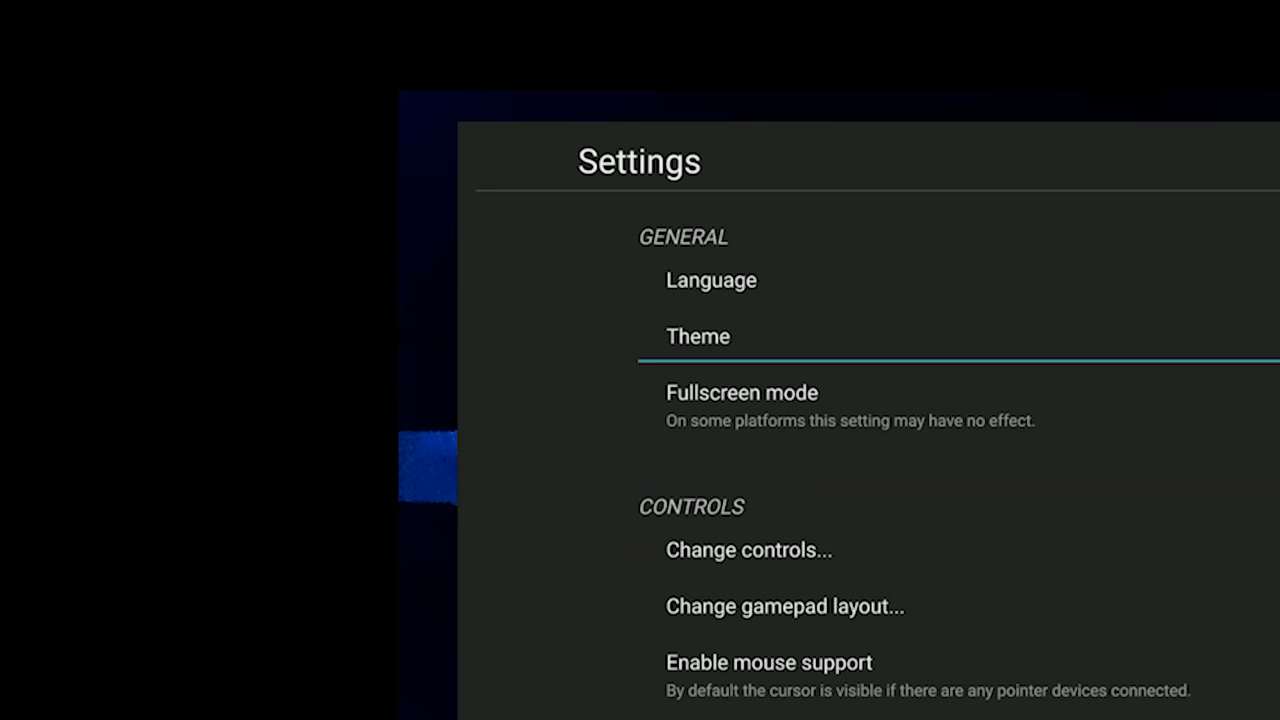 Settings
GENERAL
Language
Theme
Fullscreen mode
On some platforms this setting may have no effect.
CONTROLS
Change controls...
Change gamepad layout...
Enable mouse support
By default the cursor is visible if there are any pointer devices connected.